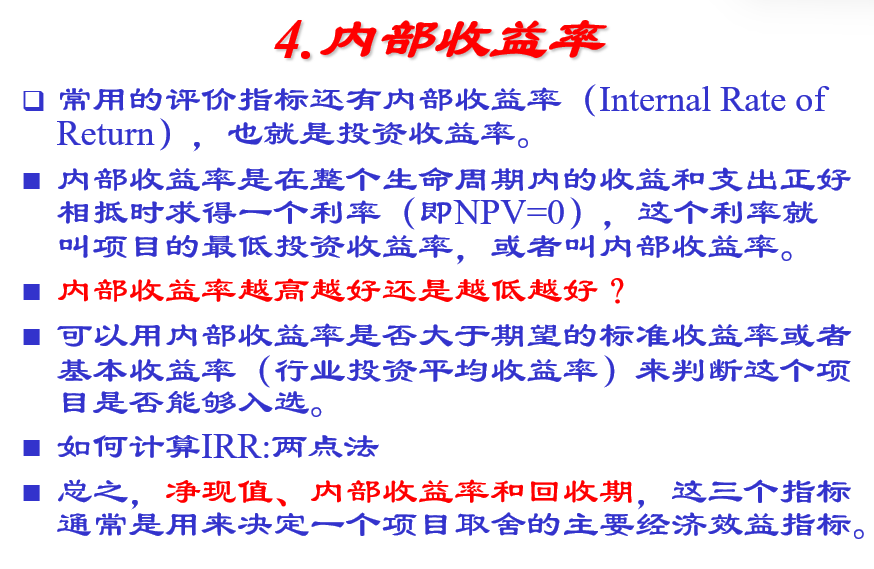 4.内部收益率
常用的评价指标还有内部收益率（Internal Rate of
Return），也就是投资收益率。
内部收益率是在整个生命周期内的收益和支出正好
相抵时求得一个利率（即NPV=0），这个利率就
叫项目的最低投资收益率，或者叫内部收益率。
内部收益率越高越好还是越低越好？
可以用内部收益率是否大于期望的标准收益率或者
基本收益率（行业投资平均收益率）来判断这个项
目是否能够入选。
如何计算IRR:两点法
总之，净现值、内部收益率和回收期，这三个指标
通常是用来决定一个项目取舍的主要经济效益指标。